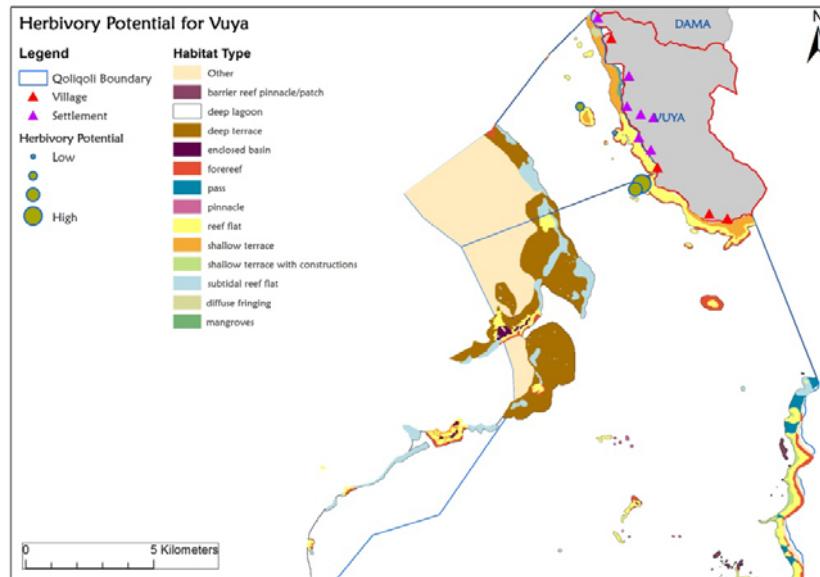 Herbivory Potential for Vuya
Legend
Qoliqoli Boundary
Village
Settlement
Herbivory Potential
Low
High
Habitat Type
Other
barrier reef pinnacle/patch
deep lagoon
deep terrace
enclosed basin
forereef
pass
pinnacle
reef flat
shallow terrace
shallow terrace with constructions
subtidal reef flat
diffuse fringing
mangroves
DAMA
N
VUYA
0 5 Kilometers